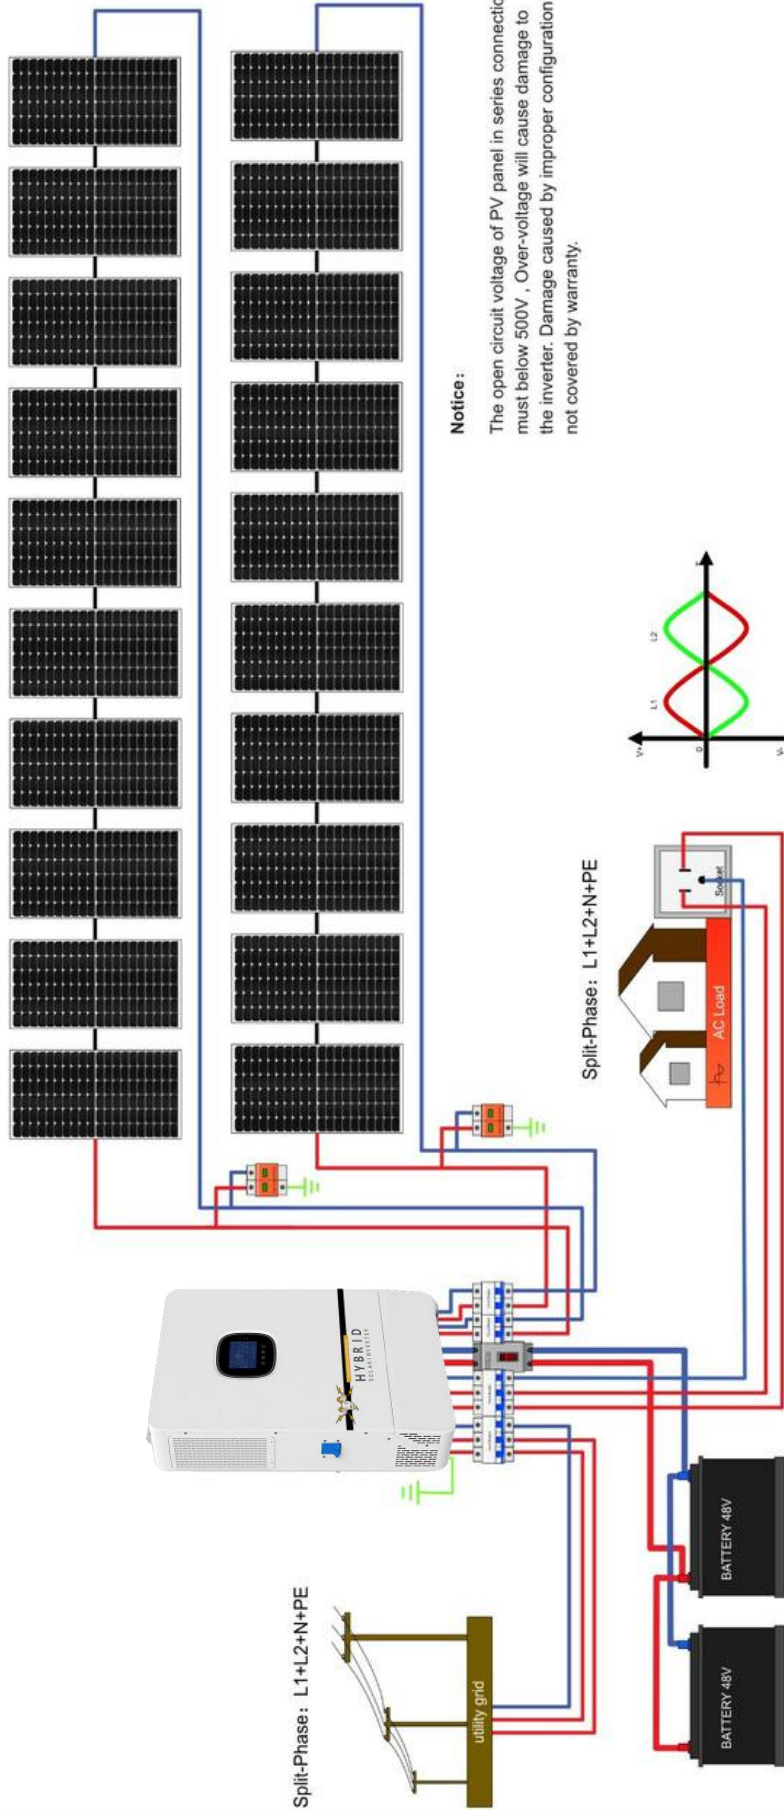 Notice:
The open circuit voltage of PV panel in series connectio
must below 500V , Over-voltage will cause damage to
the inverter. Damage caused by improper configuration
not covered by warranty.
Split-Phase: L1+L2+N+PE
utility grid
HYBRID
SOLAR INVERTER
Split-Phase: L1+L2+N+PE
AC Load
Socket
V+
L1
L2
0
V-
BATTERY 48V
BATTERY 48V